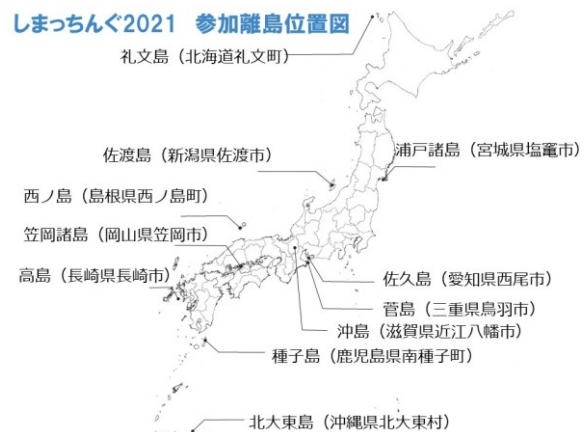 しまっちんぐ2021 参加離島位置図
礼文島（北海道礼文町）
浦戸諸島（宮城県塩竈市）
佐渡島（新潟県佐渡市）
西ノ島（島根県西ノ島町）
笠岡諸島（岡山県笠岡市）
高島（長崎県長崎市）
佐久島（愛知県西尾市）
菅島（三重県鳥羽市）
沖島（滋賀県近江八幡市）
種子島（鹿児島県南種子町）
北大東島（沖縄県北大東村）